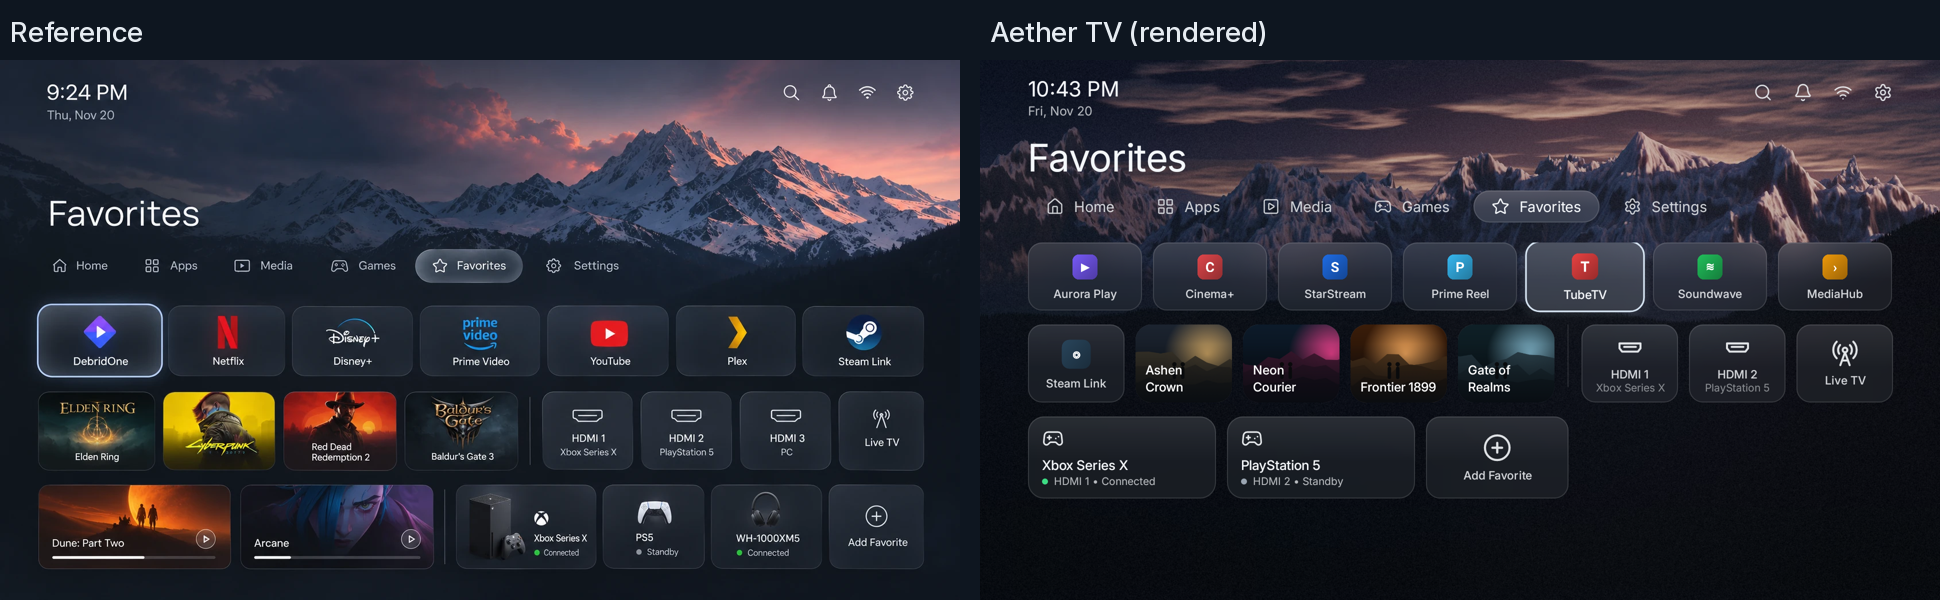 Reference
9:24 PM
Thu, Nov 20
Favorites
Home
Apps
Media
Games
Favorites
Settings
DebridOne
NETFLIX
Netflix
Disney+
Disney+
prime
video
Prime Video
YouTube
Plex
Steam Link
ELDEN RING
Elden Ring
Cyberpunk
Red Dead
Redemption 2
Baldur's
Gate
Baldur's Gate 3
HDMI 1
Xbox Series X
HDMI 2
PlayStation 5
HDMI 3
PC
Live TV
Dune: Part Two
Arcane
Xbox Series X
Connected
PS5
Standby
WH-1000XM5
Connected
Add Favorite
Aether TV (rendered)
10:43 PM
Fri, Nov 20
Favorites
Home
Apps
Media
Games
Favorites
Settings
Aurora Play
C
Cinema+
S
StarStream
P
Prime Reel
T
TubeTV
Soundwave
›
MediaHub
Steam Link
Ashen
Crown
Neon
Courier
Frontier 1899
Gate of
Realms
HDMI 1
Xbox Series X
HDMI 2
PlayStation 5
Live TV
Xbox Series X
HDMI 1 • Connected
PlayStation 5
HDMI 2 • Standby
Add Favorite